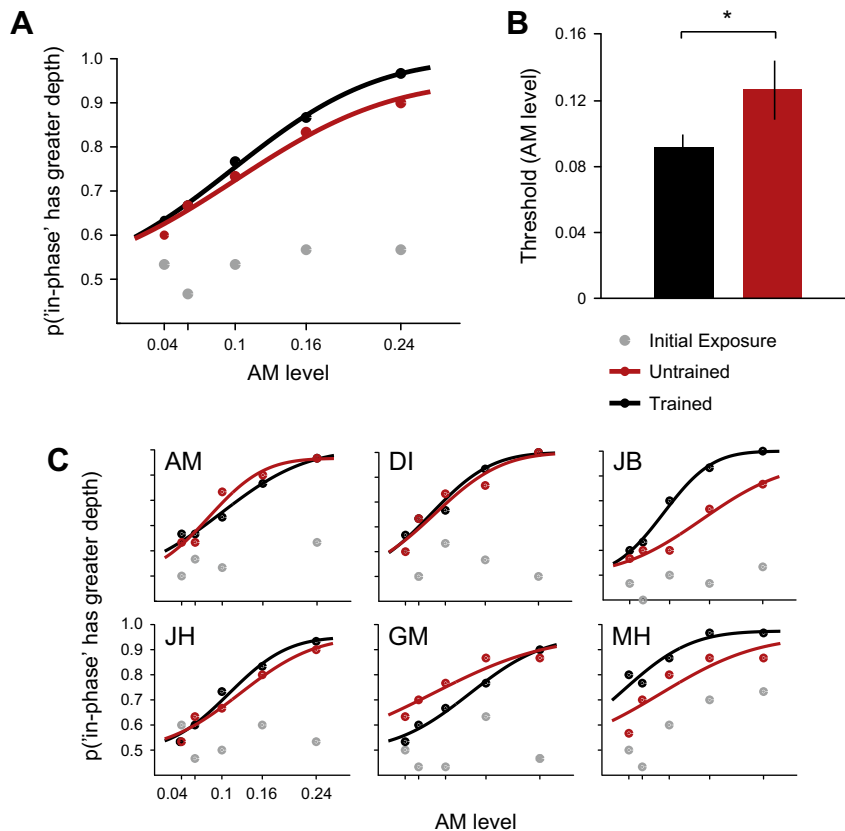 A
p('in-phase' has greater depth)
1.0
0.9
0.8
0.7
0.6
0.5
0.04
0.1
0.16
0.24
AM level
B
*
Threshold (AM level)
0.16
0.12
0.08
0.04
0
Initial Exposure
Untrained
Trained
C
p('in-phase' has greater depth)
AM
DI
JB
JH
GM
MH
1.0
0.9
0.8
0.7
0.6
0.5
0.04
0.1
0.16
0.24
AM level